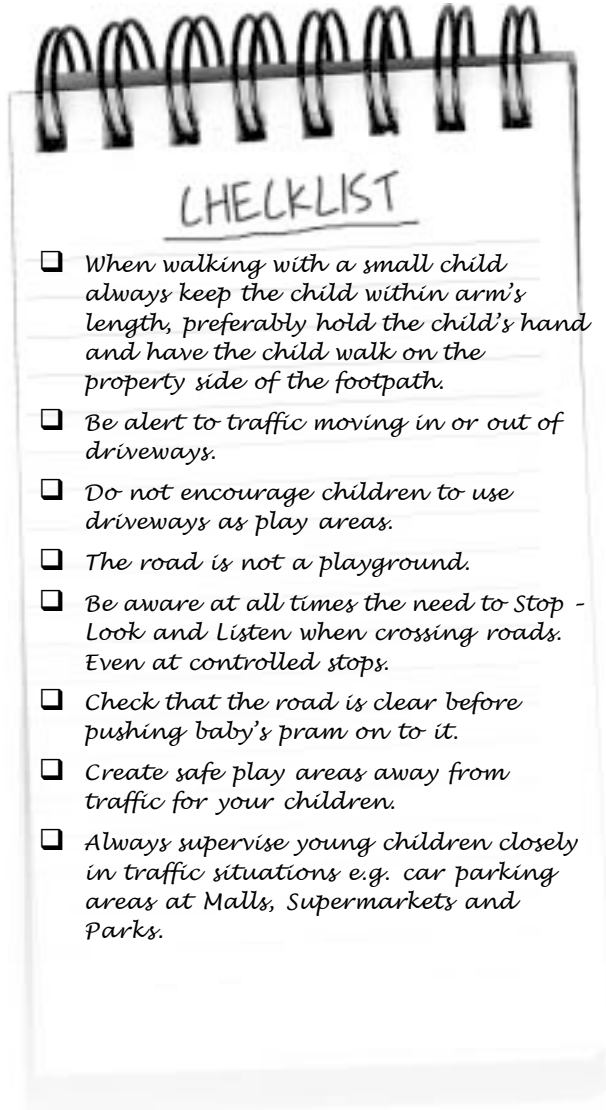 CHECKLIST
❑ When walking with a small child
always keep the child within arm's
length, preferably hold the child's hand
and have the child walk on the
property side of the footpath.
❑ Be alert to traffic moving in or out of
driveways.
❑ Do not encourage children to use
driveways as play areas.
❑ The road is not a playground.
❑ Be aware at all times the need to Stop –
Look and Listen when crossing roads.
Even at controlled stops.
❑ Check that the road is clear before
pushing baby's pram on to it.
❑ Create safe play areas away from
traffic for your children.
❑ Always supervise young children closely
in traffic situations e.g. car parking
areas at Malls, Supermarkets and
Parks.